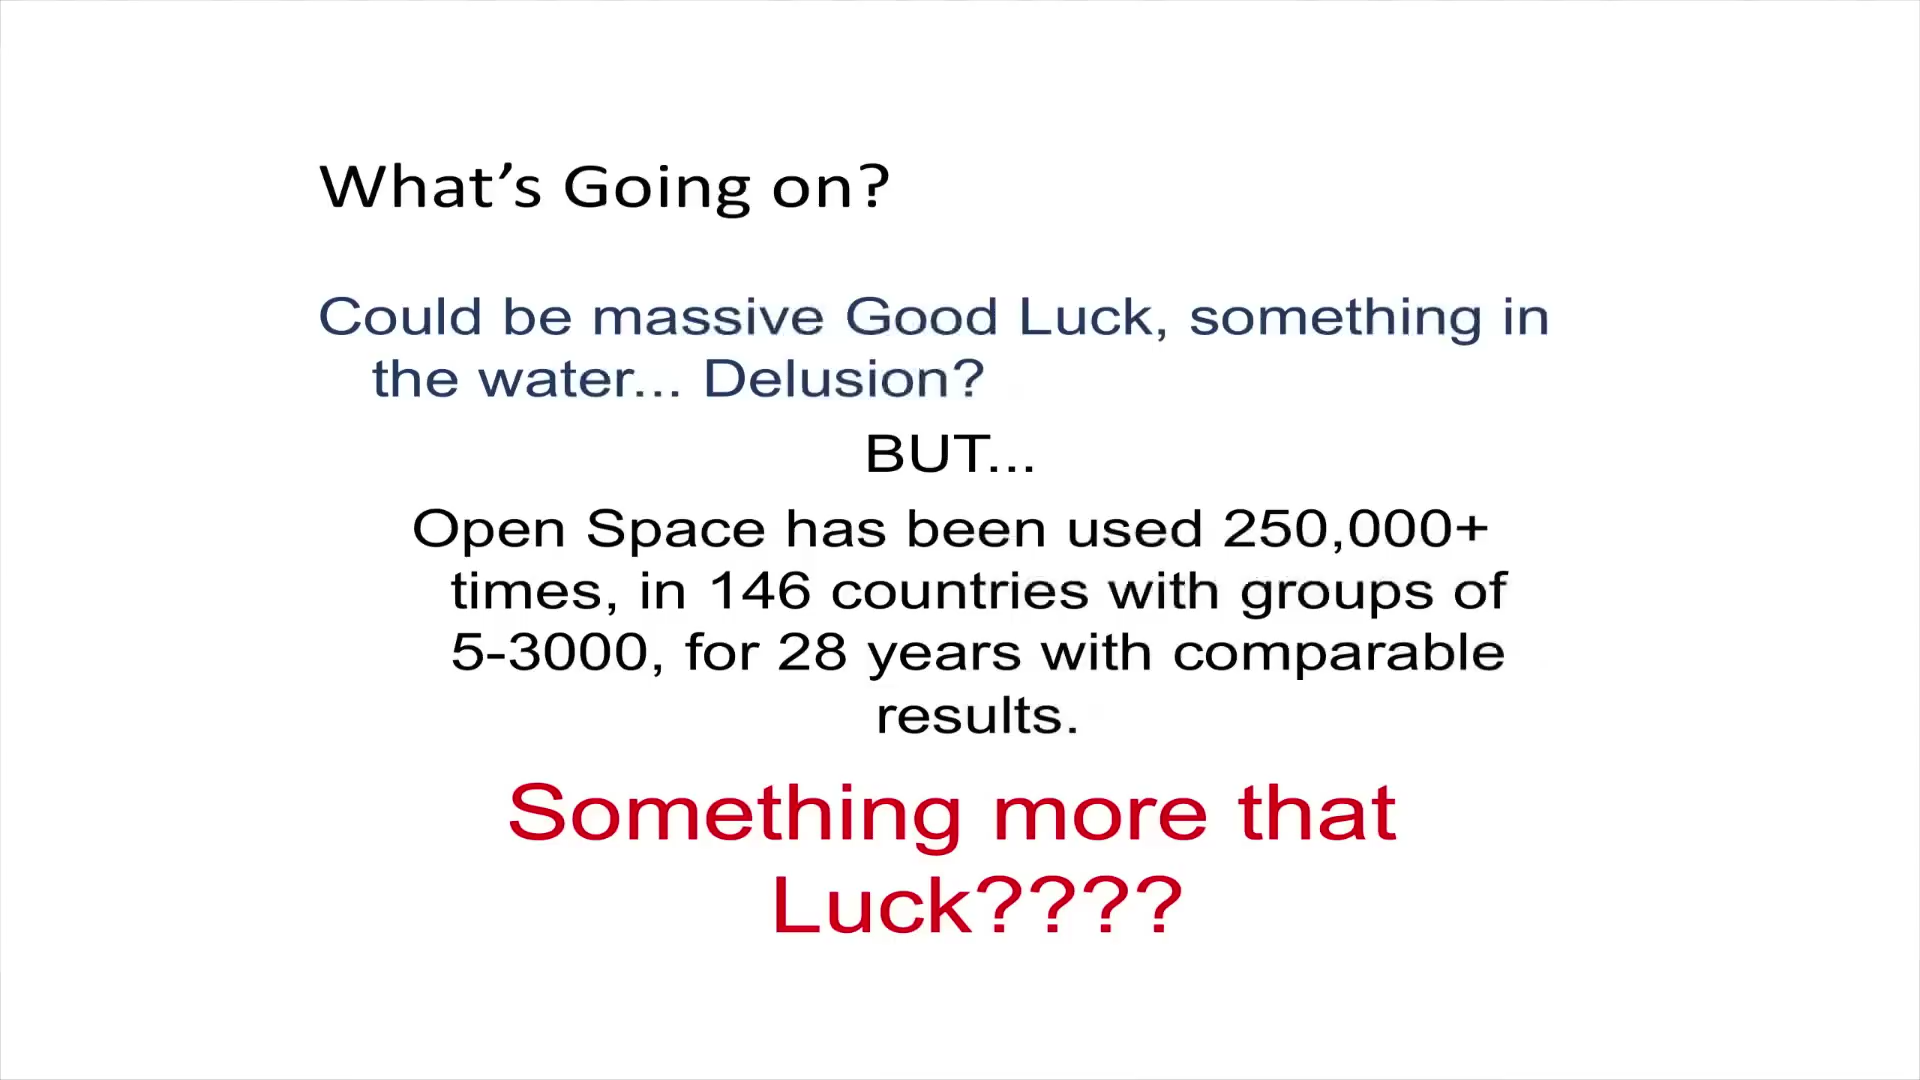 What’s Going on?
Could be massive Good Luck, something in
the water... Delusion?
BUT...
Open Space has been used 250,000+
times, in 146 countries with groups of
5-3000, for 28 years with comparable
results.
Something more that
Luck????